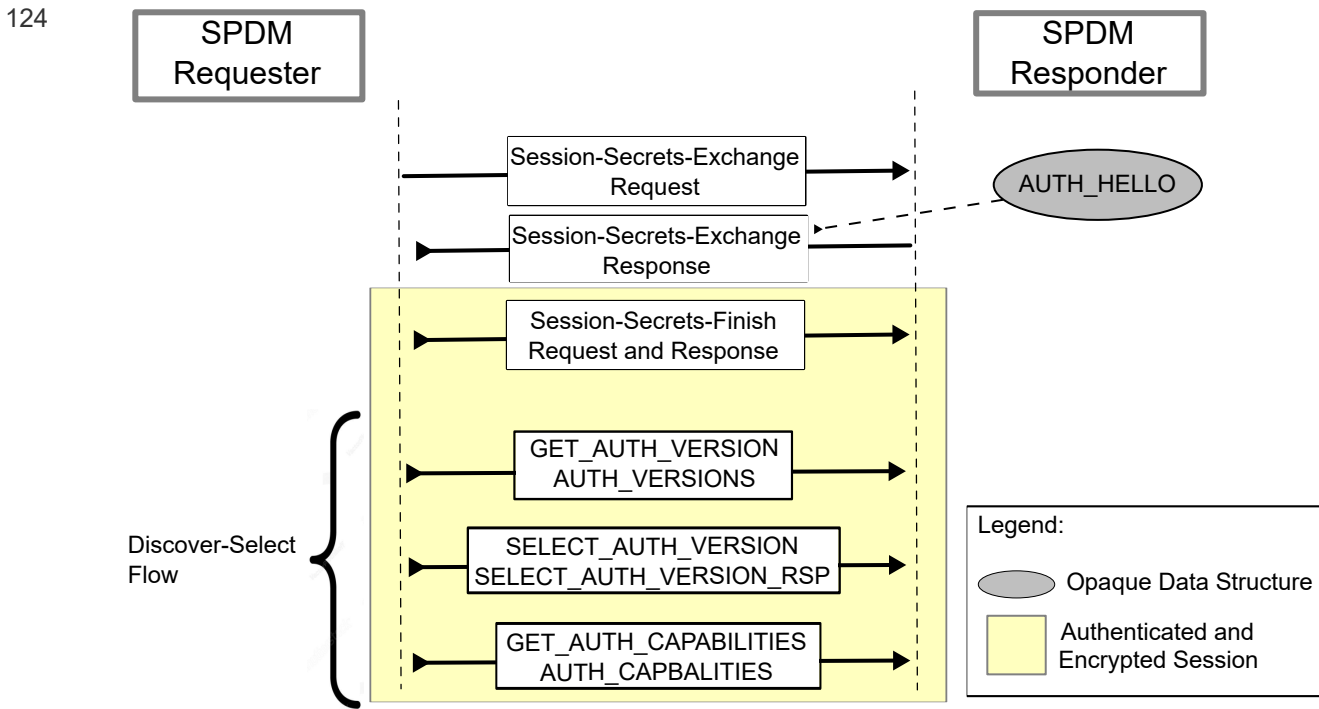 124
SPDM
Requester
SPDM
Responder
Session-Secrets-Exchange
Request
AUTH_HELLO
Session-Secrets-Exchange
Response
Session-Secrets-Finish
Request and Response
GET_AUTH_VERSION
AUTH_VERSIONS
Discover-Select
Flow
SELECT_AUTH_VERSION
SELECT_AUTH_VERSION_RSP
GET_AUTH_CAPABILITIES
AUTH_CAPBALITIES
Legend:
Opaque Data Structure
Authenticated and
Encrypted Session